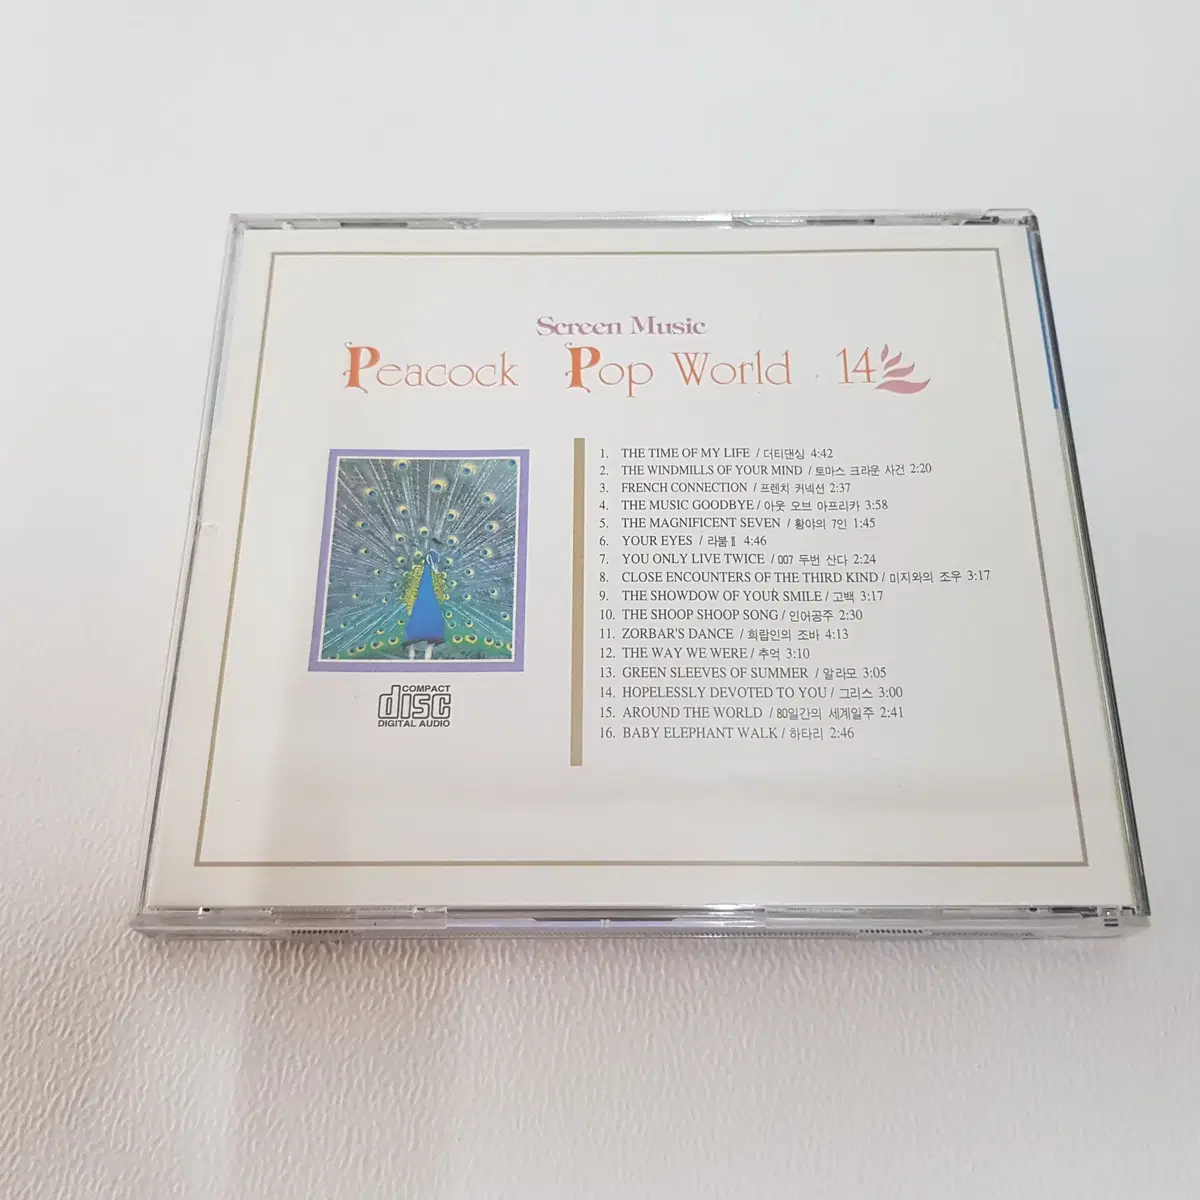 Screen Music
Peacock Pop World . 14
1. THE TIME OF MY LIFE / 더티댄싱 4:42
2. THE WINDMILLS OF YOUR MIND / 토마스 크라운 사건 2:20
3. FRENCH CONNECTION / 프렌치 커넥션 2:37
4. THE MUSIC GOODBYE / 아웃 오브 아프리카 3:58
5. THE MAGNIFICENT SEVEN / 황야의 7인 1:45
6. YOUR EYES / 라붐Ⅱ 4:46
7. YOU ONLY LIVE TWICE / 007 두번 산다 2:24
8. CLOSE ENCOUNTERS OF THE THIRD KIND / 미지와의 조우 3:17
9. THE SHOWDOW OF YOUR SMILE / 고백 3:17
10. THE SHOOP SHOOP SONG / 인어공주 2:30
11. ZORBAR'S DANCE / 희랍인의 조바 4:13
12. THE WAY WE WERE / 추억 3:10
13. GREEN SLEEVES OF SUMMER / 알라모 3:05
14. HOPELESSLY DEVOTED TO YOU / 그리스 3:00
15. AROUND THE WORLD / 80일간의 세계일주 2:41
16. BABY ELEPHANT WALK / 하타리 2:46
COMPACT
disc
DIGITAL AUDIO